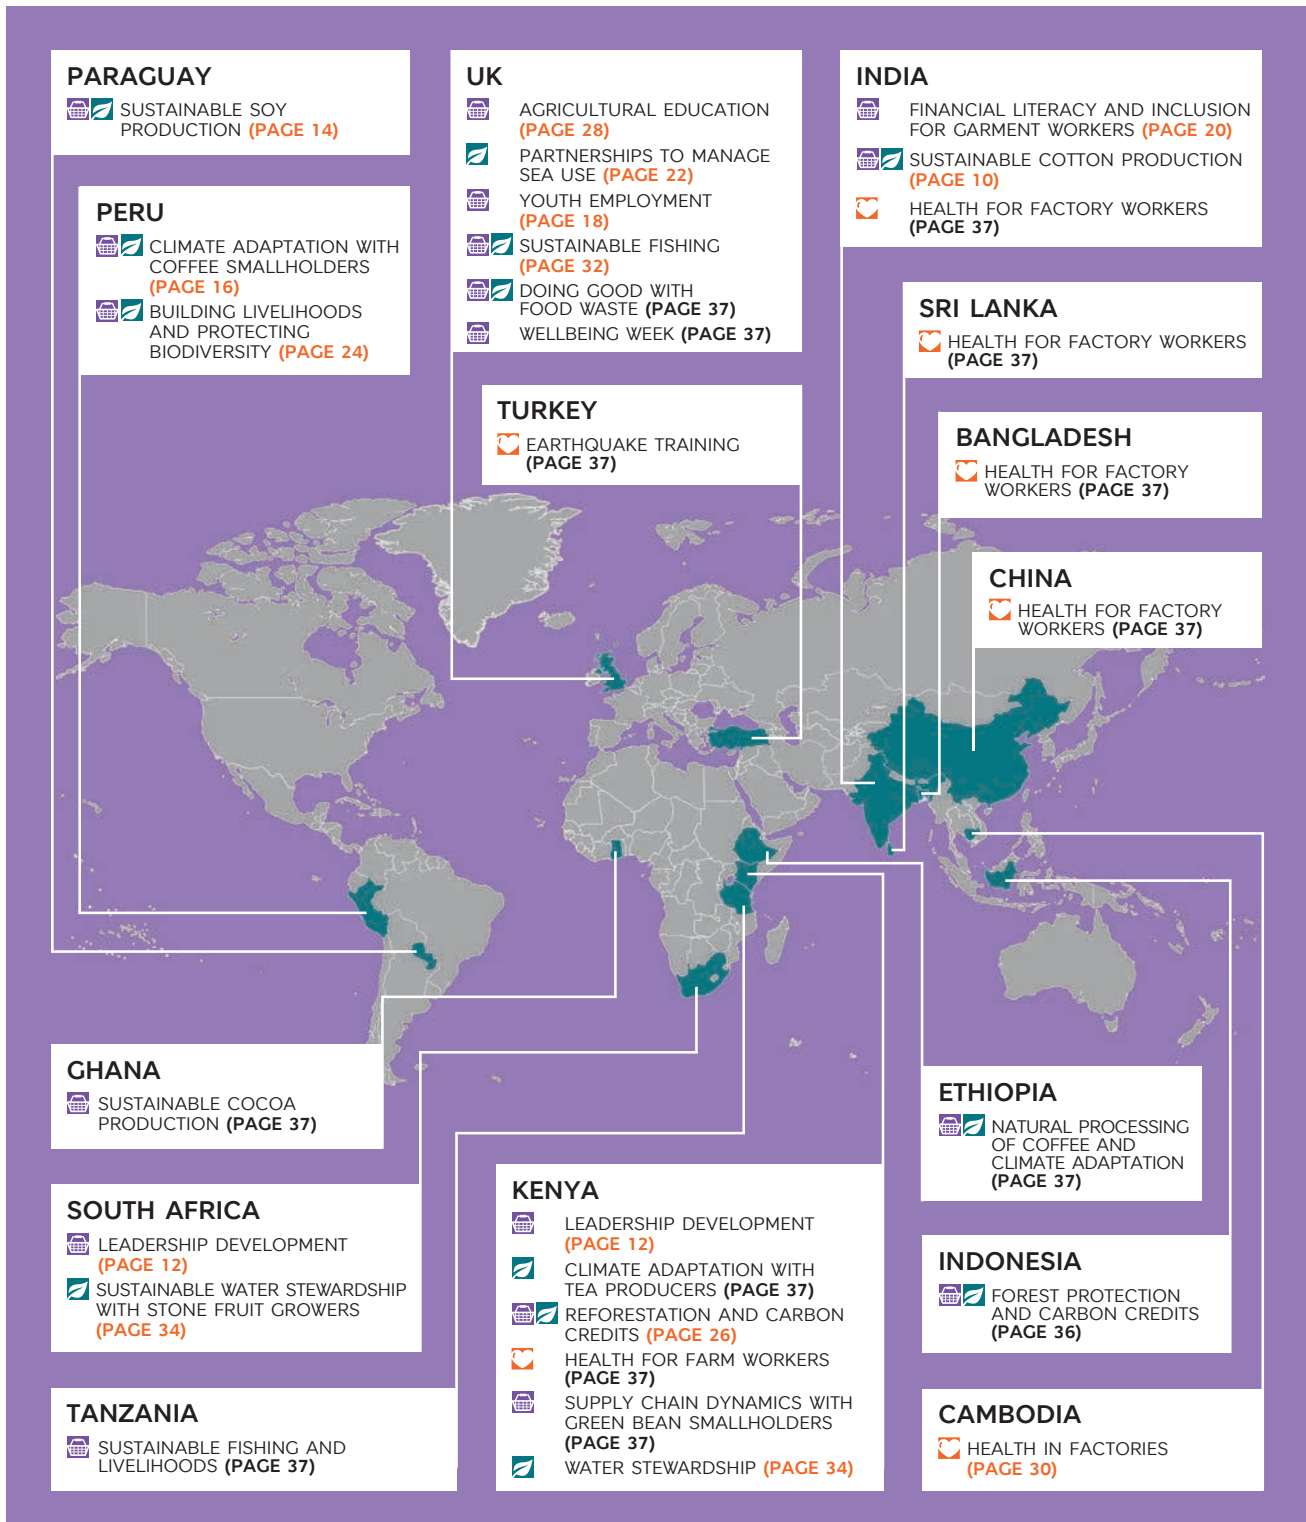 PARAGUAY
SUSTAINABLE SOY
PRODUCTION (PAGE 14)
PERU
CLIMATE ADAPTATION WITH
COFFEE SMALLHOLDERS
(PAGE 16)
BUILDING LIVELIHOODS
AND PROTECTING
BIODIVERSITY (PAGE 24)
UK
AGRICULTURAL EDUCATION
(PAGE 28)
PARTNERSHIPS TO MANAGE
SEA USE (PAGE 22)
YOUTH EMPLOYMENT
(PAGE 18)
SUSTAINABLE FISHING
(PAGE 32)
DOING GOOD WITH
FOOD WASTE (PAGE 37)
WELLBEING WEEK (PAGE 37)
TURKEY
EARTHQUAKE TRAINING
(PAGE 37)
INDIA
FINANCIAL LITERACY AND INCLUSION
FOR GARMENT WORKERS (PAGE 20)
SUSTAINABLE COTTON PRODUCTION
(PAGE 10)
HEALTH FOR FACTORY WORKERS
(PAGE 37)
SRI LANKA
HEALTH FOR FACTORY WORKERS
(PAGE 37)
BANGLADESH
HEALTH FOR FACTORY
WORKERS (PAGE 37)
CHINA
HEALTH FOR FACTORY
WORKERS (PAGE 37)
GHANA
SUSTAINABLE COCOA
PRODUCTION (PAGE 37)
SOUTH AFRICA
LEADERSHIP DEVELOPMENT
(PAGE 12)
SUSTAINABLE WATER STEWARDSHIP
WITH STONE FRUIT GROWERS
(PAGE 34)
TANZANIA
SUSTAINABLE FISHING AND
LIVELIHOODS (PAGE 37)
KENYA
LEADERSHIP DEVELOPMENT
(PAGE 12)
CLIMATE ADAPTATION WITH
TEA PRODUCERS (PAGE 37)
REFORESTATION AND CARBON
CREDITS (PAGE 26)
HEALTH FOR FARM WORKERS
(PAGE 37)
SUPPLY CHAIN DYNAMICS WITH
GREEN BEAN SMALLHOLDERS
(PAGE 37)
WATER STEWARDSHIP (PAGE 34)
ETHIOPIA
NATURAL PROCESSING
OF COFFEE AND
CLIMATE ADAPTATION
(PAGE 37)
INDONESIA
FOREST PROTECTION
AND CARBON CREDITS
(PAGE 36)
CAMBODIA
HEALTH IN FACTORIES
(PAGE 30)